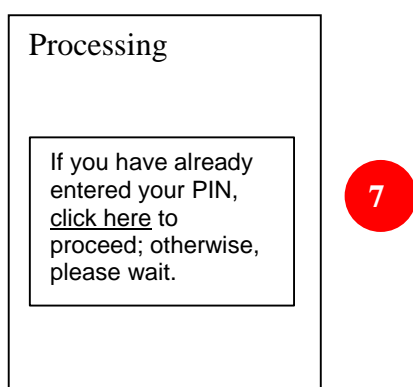 Processing
If you have already
entered your PIN,
click here to
proceed; otherwise,
please wait.
7